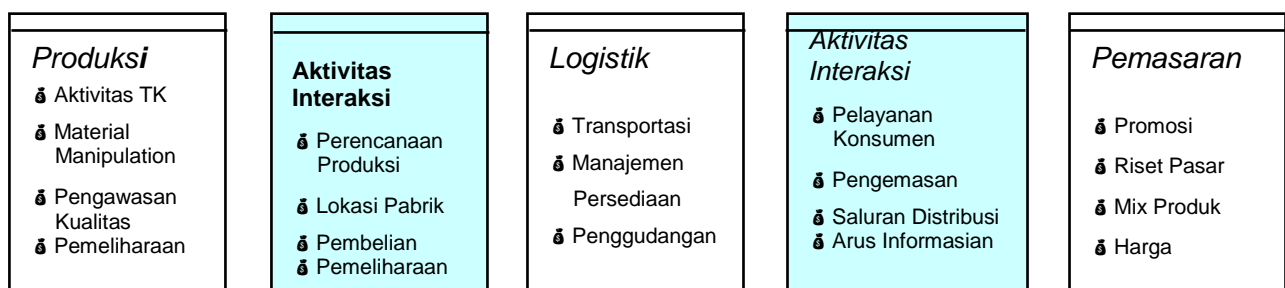 Produksi
Aktivitas TK
Material
Manipulation
Pengawasan
Kualitas
Pemeliharaan
Aktivitas
Interaksi
Perencanaan
Produksi
Lokasi Pabrik
Pembelian
Pemeliharaan
Logistik
Transportasi
Manajemen
Persediaan
Penggudangan
Aktivitas
Interaksi
Pelayanan
Konsumen
Pengemasan
Saluran Distribusi
Arus Informasian
Pemasaran
Promosi
Riset Pasar
Mix Produk
Harga